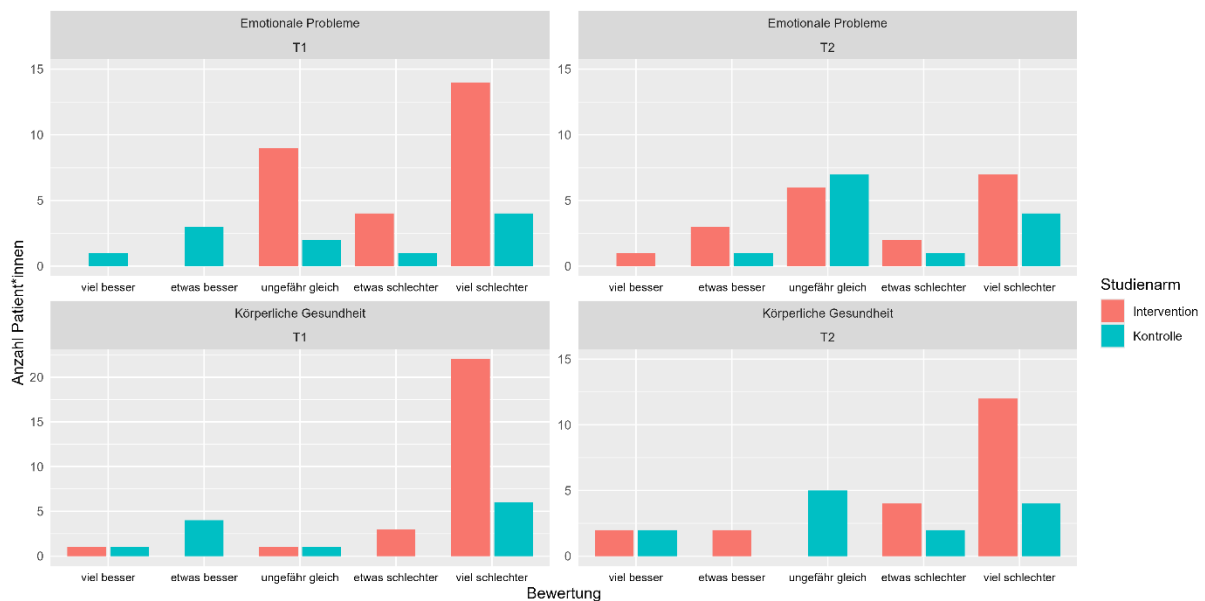 Emotionale Probleme
T1
15
10
5
0
viel besser
etwas besser
ungefähr gleich
etwas schlechter
viel schlechter
Emotionale Probleme
T2
15
10
5
0
viel besser
etwas besser
ungefähr gleich
etwas schlechter
viel schlechter
Körperliche Gesundheit
T1
20
15
10
5
0
viel besser
etwas besser
ungefähr gleich
etwas schlechter
viel schlechter
Körperliche Gesundheit
T2
15
10
5
0
viel besser
etwas besser
ungefähr gleich
etwas schlechter
viel schlechter
Anzahl Patient*innen
Bewertung
Studienarm
Intervention
Kontrolle